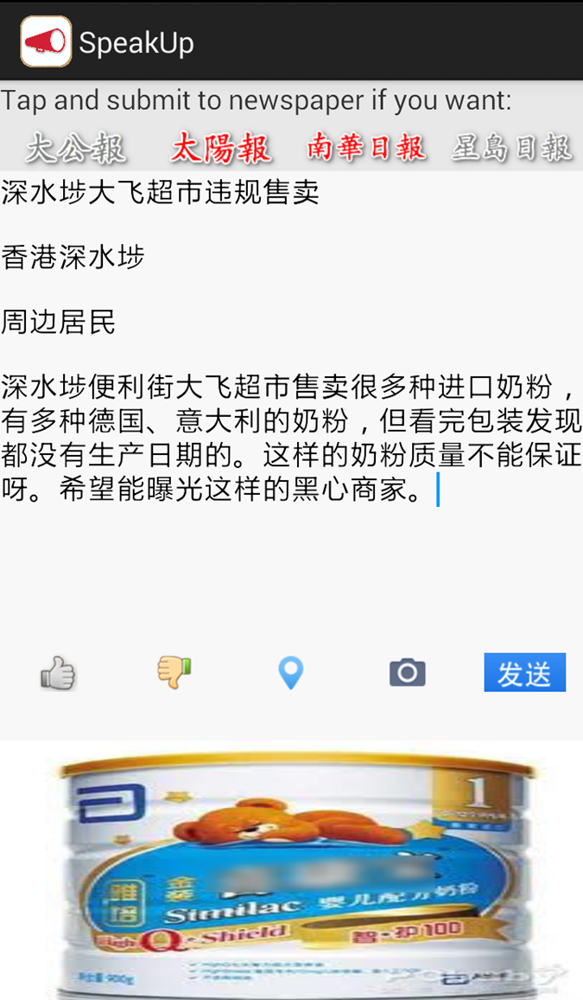 SpeakUp
Tap and submit to newspaper if you want:
大公報 太陽報 南華日報 星島日報
深水埗大飞超市违规售卖
香港深水埗
周边居民
深水埗便利街大飞超市售卖很多种进口奶粉，
有多种德国、意大利的奶粉，但看完包装发现
都没有生产日期的。这样的奶粉质量不能保证
呀。希望能曝光这样的黑心商家。
发送
1
雅培
金装
Similac 婴儿配方奶粉
High Q·Shield 智·护100
900g